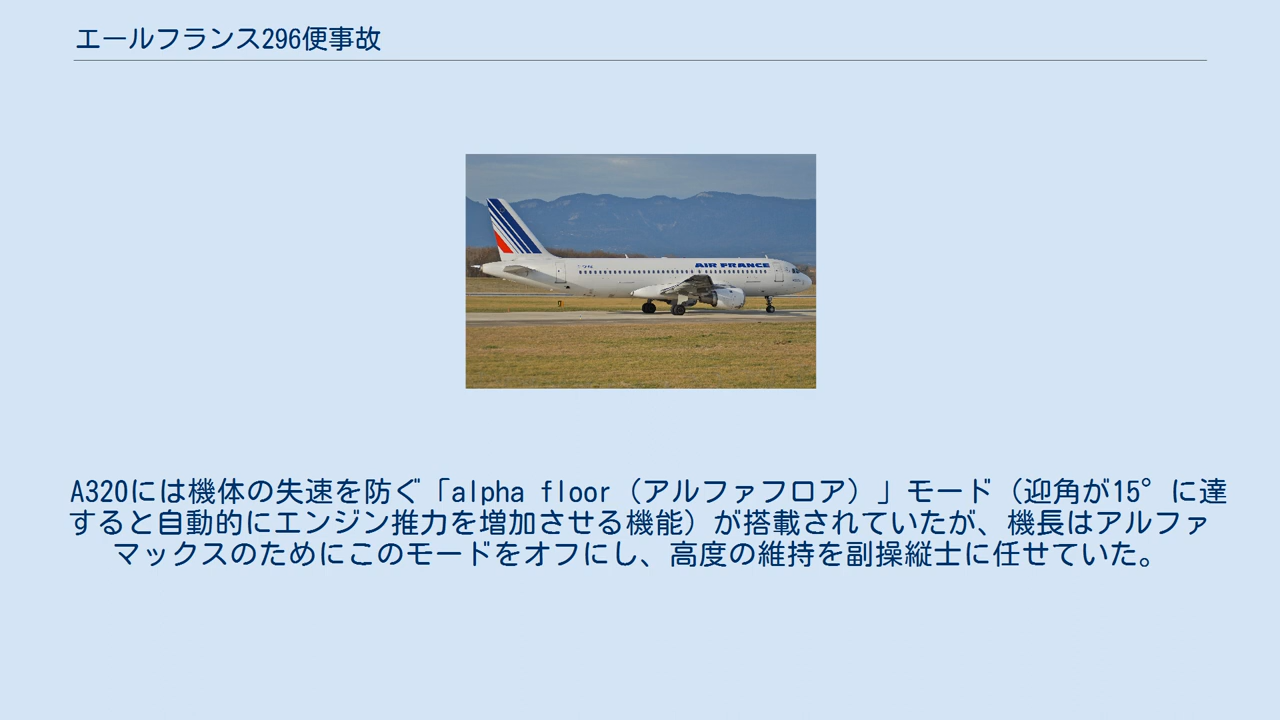 エールフランス296便事故
AIR FRANCE
A320には機体の失速を防ぐ「alpha floor（アルファフロア）」モード（迎角が15°に達
すると自動的にエンジン推力を増加させる機能）が搭載されていたが、機長はアルファ
マックスのためにこのモードをオフにし、高度の維持を副操縦士に任せていた。